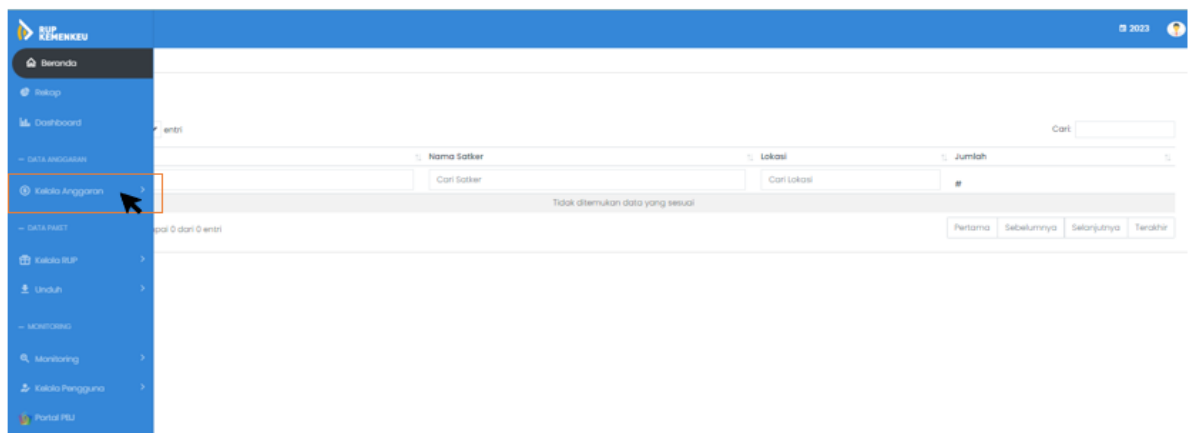 RUP
KEMENKEU
2023
Beranda
Rekap
Dashboard
entri
Cari:
— DATA ANGGARAN
Nama Satker
Lokasi
Jumlah
Kelola Anggaran
Cari Satker
Cari Lokasi
#
Tidak ditemukan data yang sesuai
— DATA PAKET
pai 0 dari 0 entri
Pertama Sebelumnya Selanjutnya Terakhir
Kelola RUP
Unduh
— MONITORING
Monitoring
Kelola Pengguna
Portal PBJ